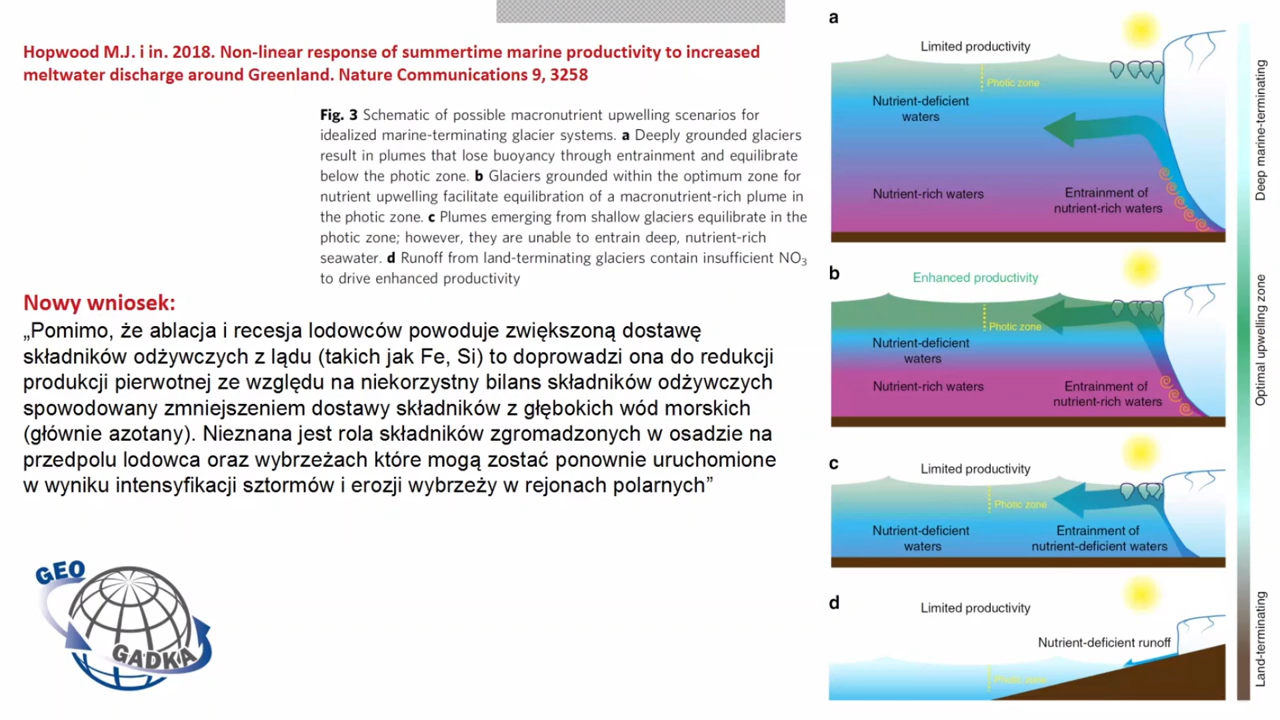 Hopwood M.J. i in. 2018. Non-linear response of summertime marine productivity to increased
meltwater discharge around Greenland. Nature Communications 9, 3258
Fig. 3 Schematic of possible macronutrient upwelling scenarios for
idealized marine-terminating glacier systems. a Deeply grounded glaciers
result in plumes that lose buoyancy through entrainment and equilibrate
below the photic zone. b Glaciers grounded within the optimum zone for
nutrient upwelling facilitate equilibration of a macronutrient-rich plume in
the photic zone. c Plumes emerging from shallow glaciers equilibrate in the
photic zone; however, they are unable to entrain deep, nutrient-rich
seawater. d Runoff from land-terminating glaciers contain insufficient NO3
to drive enhanced productivity
Nowy wniosek:
„Pomimo, że ablacja i recesja lodowców powoduje zwiększoną dostawę
składników odżywczych z lądu (takich jak Fe, Si) to doprowadzi ona do redukcji
produkcji pierwotnej ze względu na niekorzystny bilans składników odżywczych
spowodowany zmniejszeniem dostawy składników z głębokich wód morskich
(głównie azotany). Nieznana jest rola składników zgromadzonych w osadzie na
przedpolu lodowca oraz wybrzeżach które mogą zostać ponownie uruchomione
w wyniku intensyfikacji sztormów i erozji wybrzeży w rejonach polarnych”
GEO
GADKA
a
Limited productivity
Photic zone
Nutrient-deficient
waters
Nutrient-rich waters
Entrainment of
nutrient-rich waters
b
Enhanced productivity
Photic zone
Nutrient-deficient
waters
Nutrient-rich waters
Entrainment of
nutrient-rich waters
c
Limited productivity
Photic zone
Nutrient-deficient
waters
Entrainment of
nutrient-deficient waters
d
Limited productivity
Nutrient-deficient runoff
Photic zone
Deep marine-terminating
Optimal upwelling zone
Land-terminating